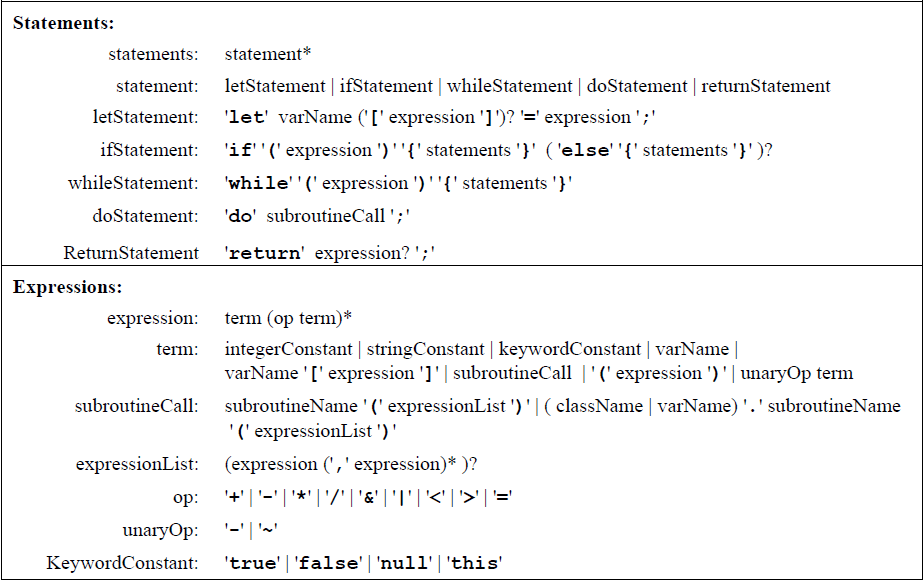 Statements:
statements: statement*
statement: letStatement | ifStatement | whileStatement | doStatement | returnStatement
letStatement: 'let' varName ('[' expression ']')? '=' expression ';'
ifStatement: 'if' '(' expression ')' '{' statements '}' ( 'else' '{' statements '}' )?
whileStatement: 'while' '(' expression ')' '{' statements '}'
doStatement: 'do' subroutineCall ';'
ReturnStatement 'return' expression? ';'
Expressions:
expression: term (op term)*
term: integerConstant | stringConstant | keywordConstant | varName |
varName '[' expression ']' | subroutineCall | '(' expression ')' | unaryOp term
subroutineCall: subroutineName '(' expressionList ')' | ( className | varName) '.' subroutineName
'(' expressionList ')'
expressionList: (expression (',' expression)* )?
op: '+' | '-' | '*' | '/' | '&' | '|' | '<' | '>' | '='
unaryOp: '-' | '~'
KeywordConstant: 'true' | 'false' | 'null' | 'this'